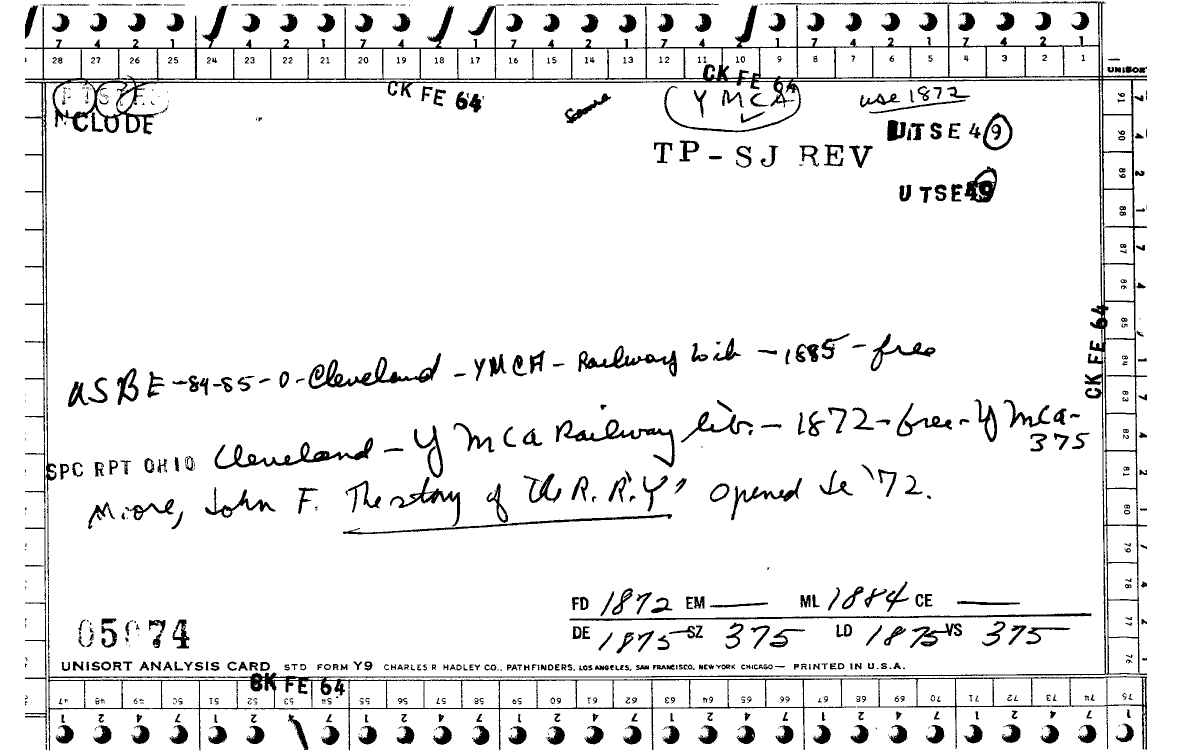 7 4 2 1 7 4 2 1 7 4 2 1 7 4 2 1 7 4 2 1 7 4 2 1 7 4 2 1
28 27 26 25 24 23 22 21 20 19 18 17 16 15 14 13 12 11 10 9 8 7 6 5 4 3 2 1
UNISORT
CK FE 64
CK FE 64
Same
YMCA
use 1872
NCLUDE
UTSE 49
TP-SJ REV
UTSE49
CK FE 64
USBE-84-85-O-Cleveland-YMCA-Railway Lib-1885-free
SPC RPT OHIO Cleveland-YMCA Railway lib.-1872-free-YMCA-
375
Moore, John F. The story of "The R.R.Y" opened in '72.
FD 1872 EM — ML 1884 CE —
DE 1875 SZ 375 LD 1875 VS 375
05974
UNISORT ANALYSIS CARD STD FORM Y9 CHARLES R HADLEY CO., PATHFINDERS, LOS ANGELES, SAN FRANCISCO, NEW YORK CHICAGO — PRINTED IN U.S.A.
CK FE 64
47 48 49 50 51 52 53 54 55 56 57 58 59 60 61 62 63 64 65 66 67 68 69 70 71 72 73 74 75
1 2 4 7 1 2 4 7 1 2 4 7 1 2 4 7 1 2 4 7 1 2 4 7 1 2 4 7 1
91 90 89 88 87 86 85 84 83 82 81 80 79 78 77 76